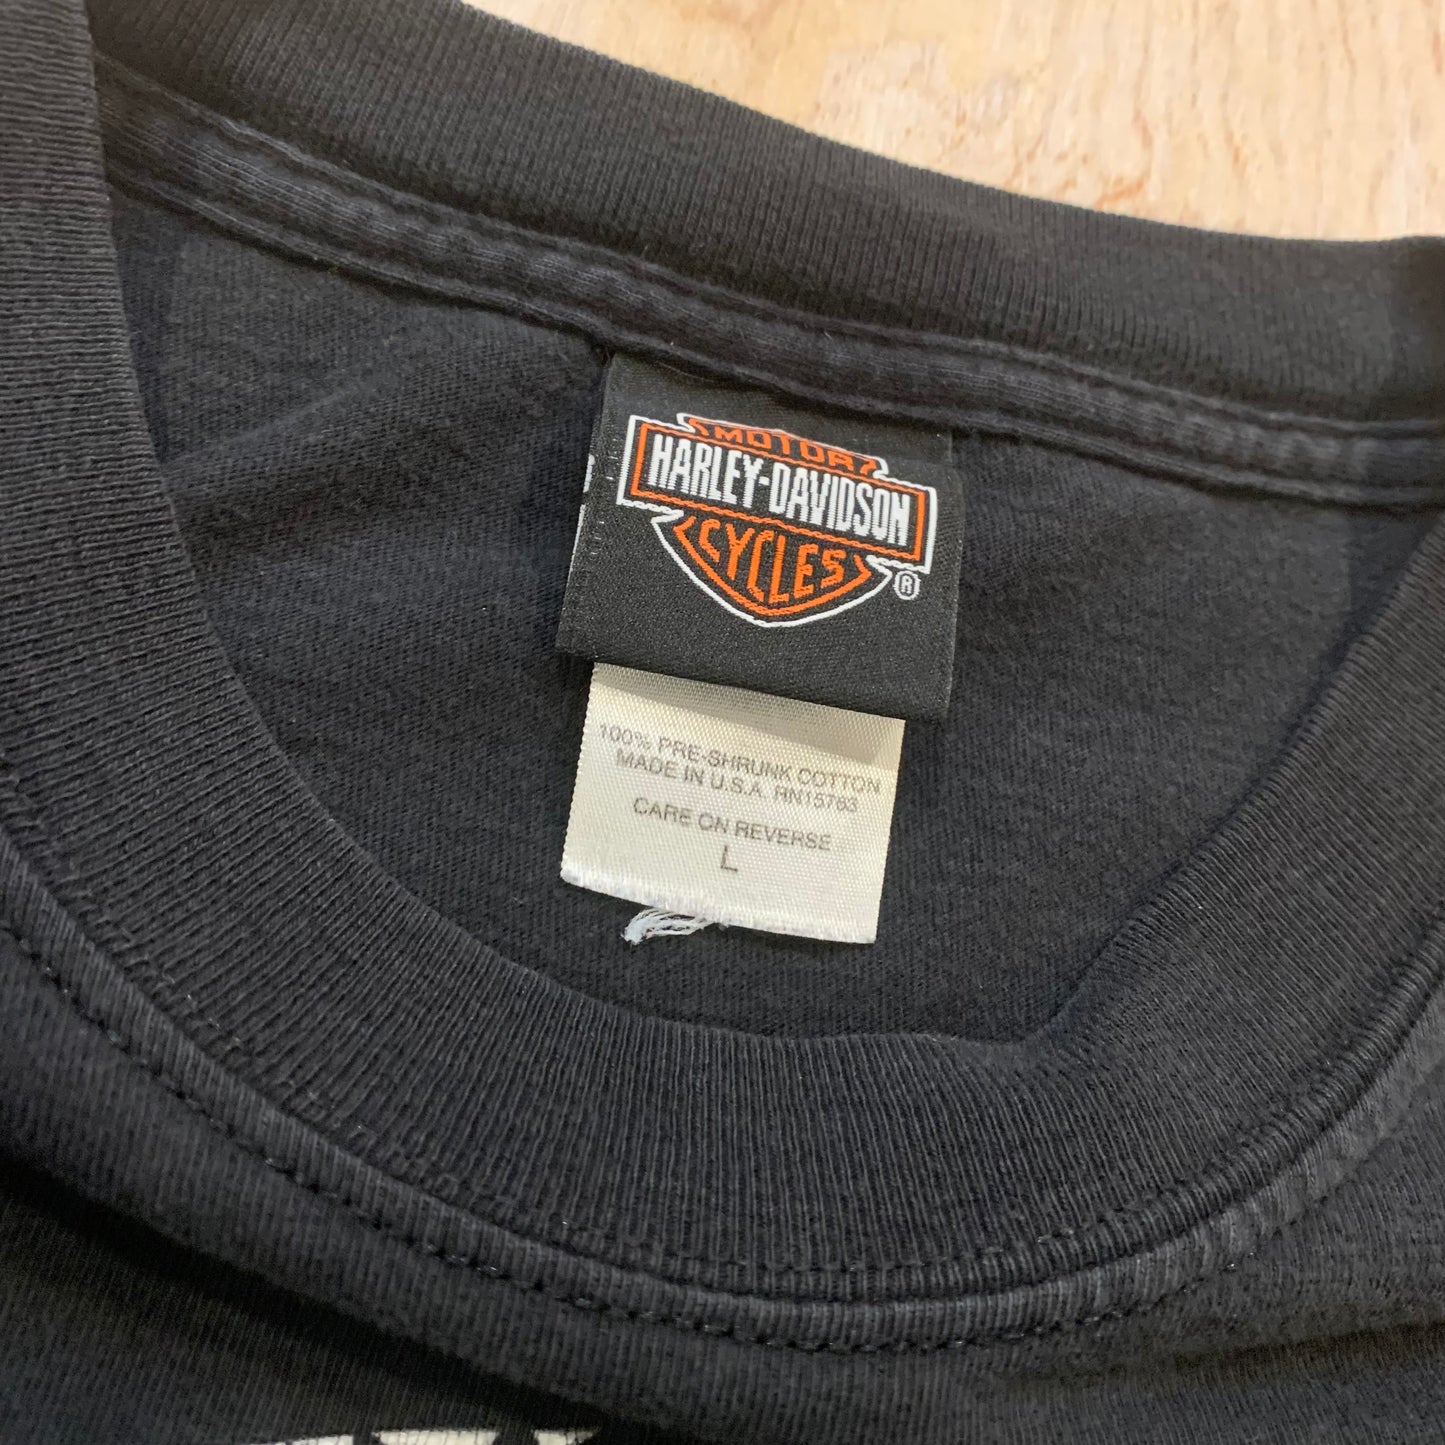 MOTOR
HARLEY-DAVIDSON
CYCLES
®
100% PRE-SHRUNK COTTON
MADE IN U.S.A. RN15763
CARE ON REVERSE
L